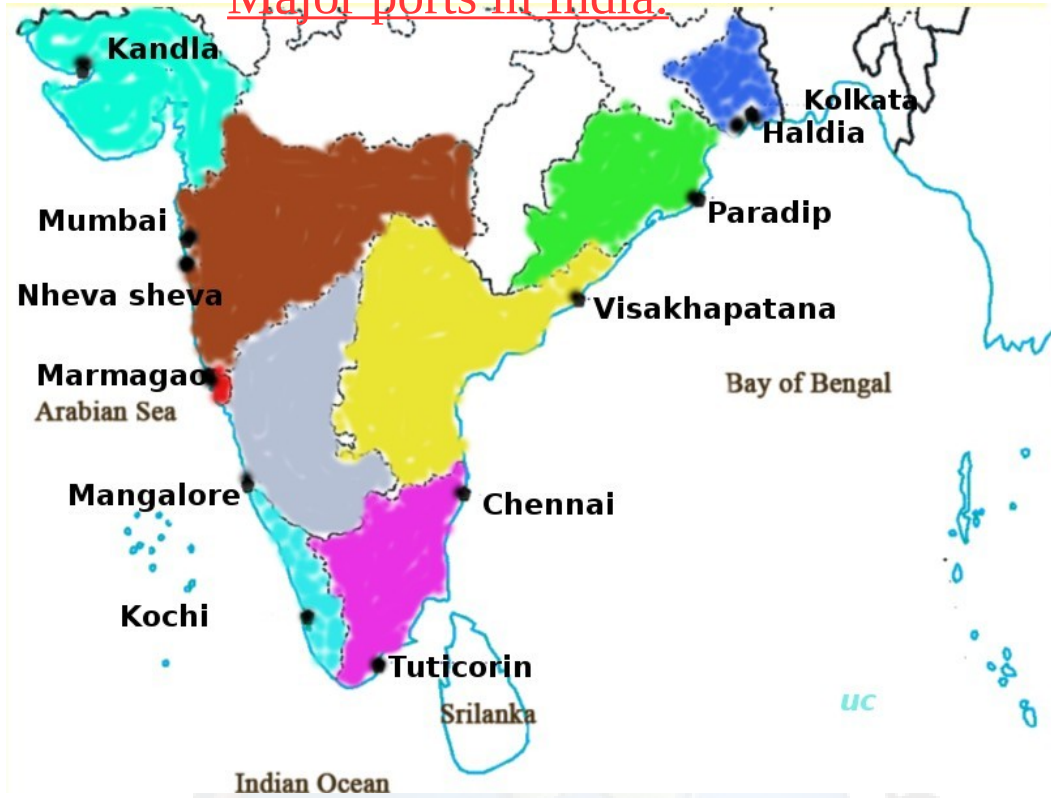 Major ports in India.
Kandla
Kolkata
Haldia
Mumbai
Paradip
Nheva sheva
Visakhapatana
Marmagao
Bay of Bengal
Arabian Sea
Mangalore
Chennai
Kochi
Tuticorin
uc
Srilanka
Indian Ocean